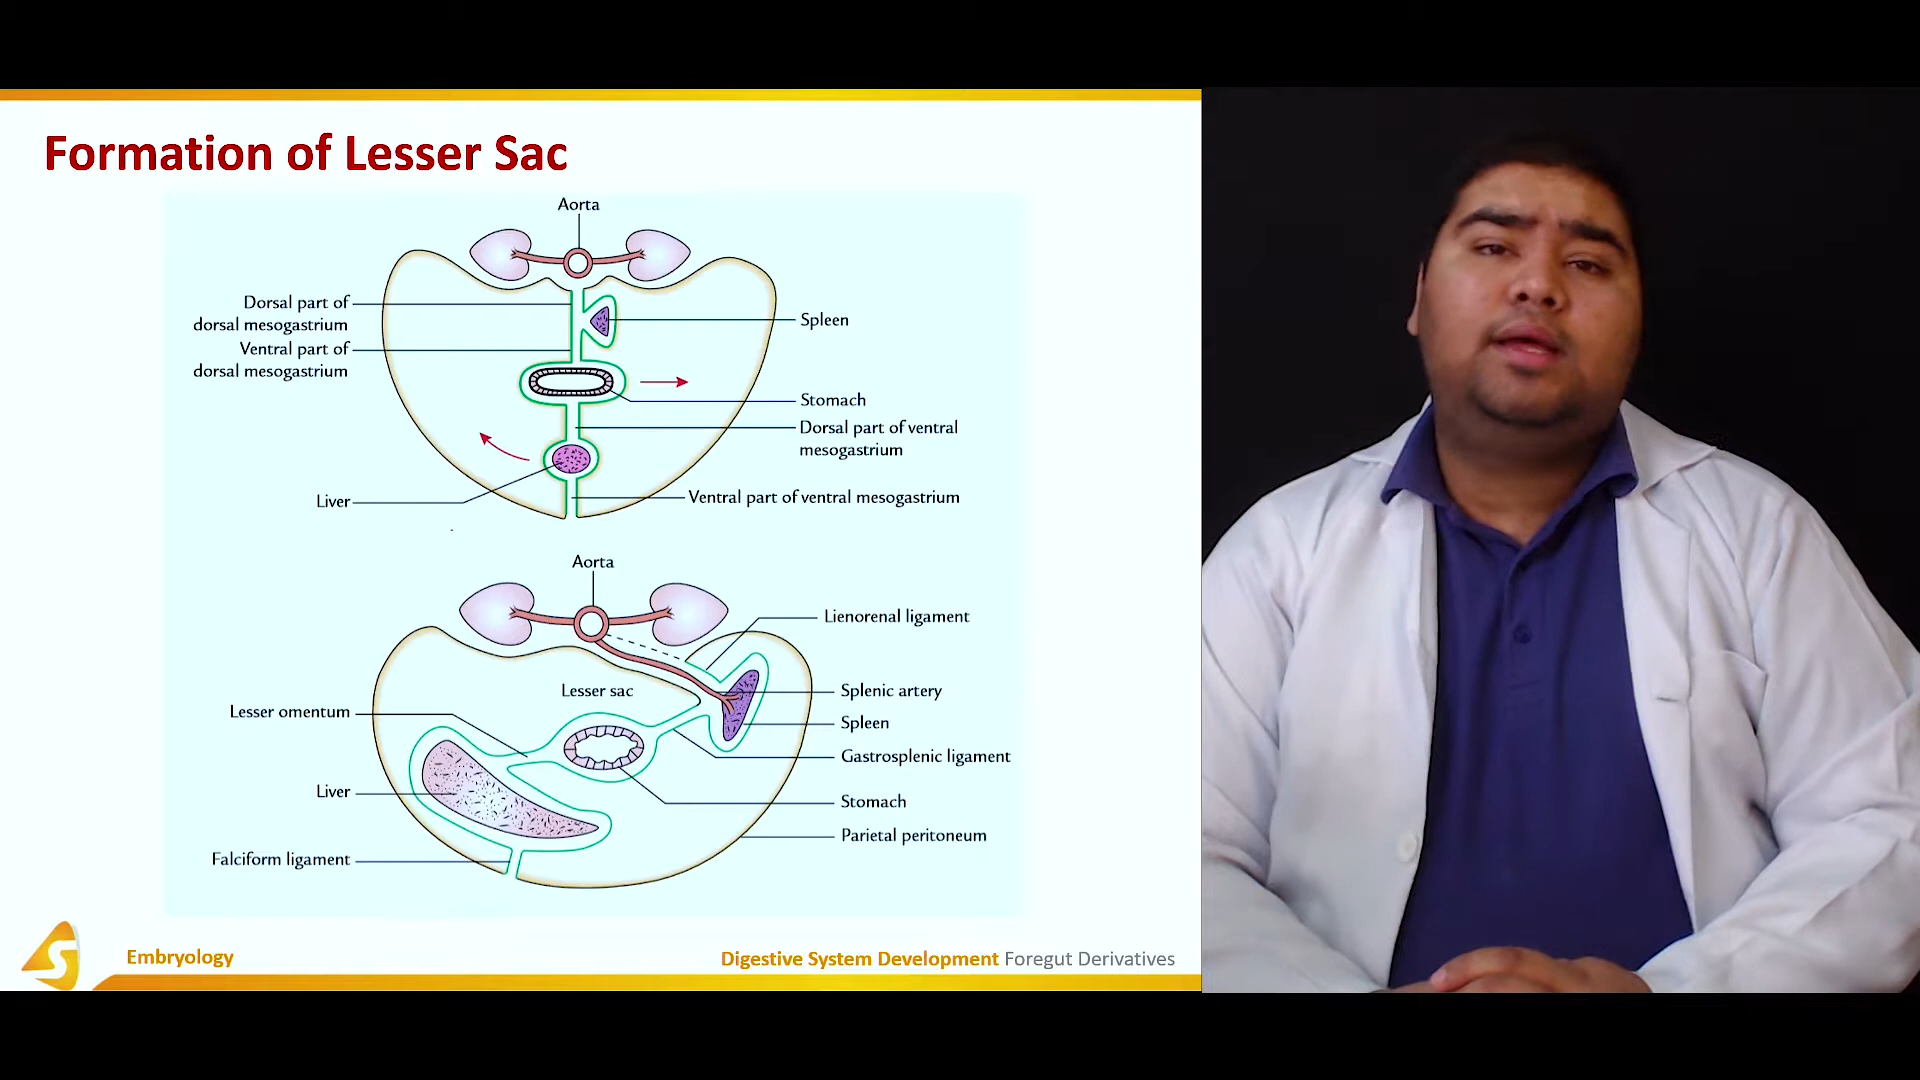 Formation of Lesser Sac
Aorta
Dorsal part of
dorsal mesogastrium
Ventral part of
dorsal mesogastrium
Spleen
Stomach
Dorsal part of ventral
mesogastrium
Liver
Ventral part of ventral mesogastrium
Aorta
Lienorenal ligament
Lesser sac
Splenic artery
Lesser omentum
Spleen
Gastrosplenic ligament
Liver
Stomach
Parietal peritoneum
Falciform ligament
S
Embryology
Digestive System Development Foregut Derivatives